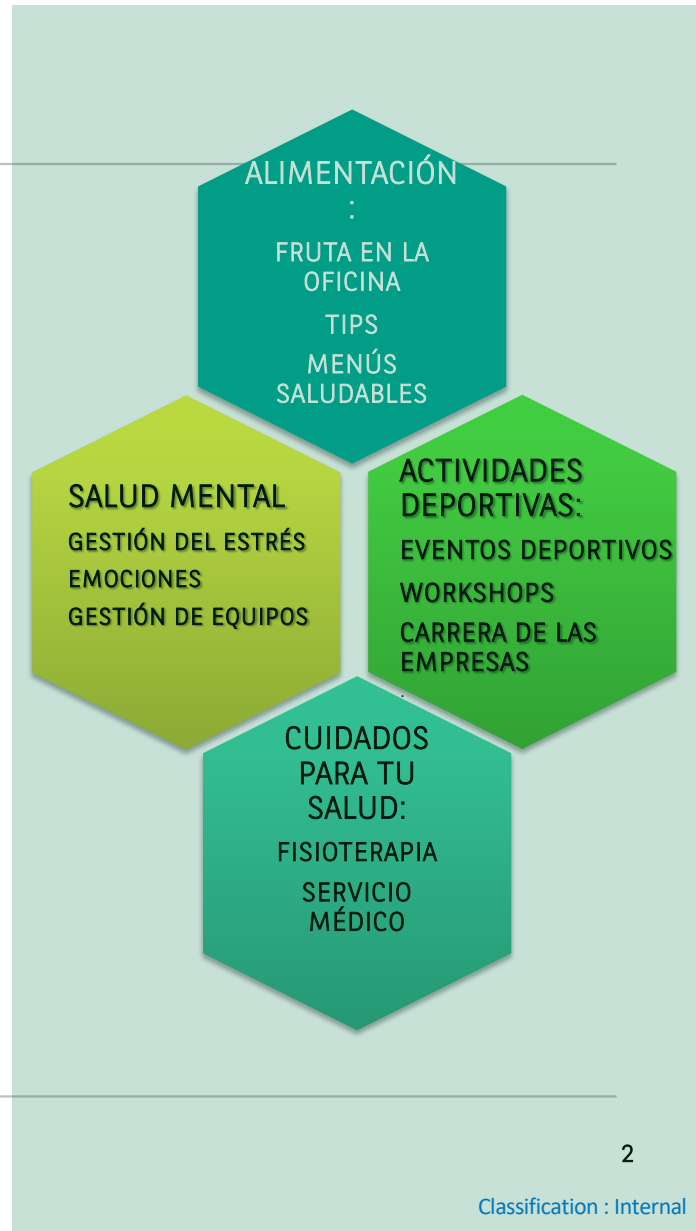 ALIMENTACIÓN
:
FRUTA EN LA
OFICINA
TIPS
MENÚS
SALUDABLES
SALUD MENTAL
GESTIÓN DEL ESTRÉS
EMOCIONES
GESTIÓN DE EQUIPOS
ACTIVIDADES
DEPORTIVAS:
EVENTOS DEPORTIVOS
WORKSHOPS
CARRERA DE LAS
EMPRESAS
.
CUIDADOS
PARA TU
SALUD:
FISIOTERAPIA
SERVICIO
MÉDICO
2
Classification : Internal